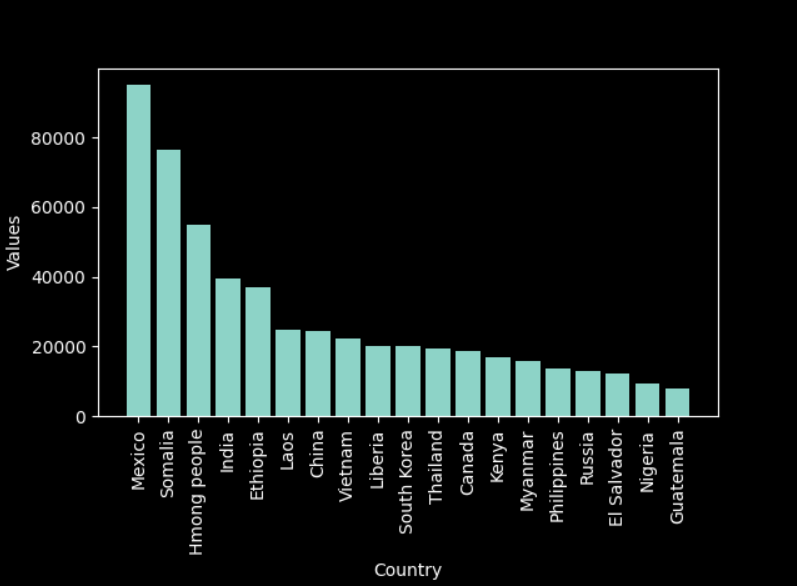 80000
60000
40000
20000
0
Values
Mexico
Somalia
Hmong people
India
Ethiopia
Laos
China
Vietnam
Liberia
South Korea
Thailand
Canada
Kenya
Myanmar
Philippines
Russia
El Salvador
Nigeria
Guatemala
Country